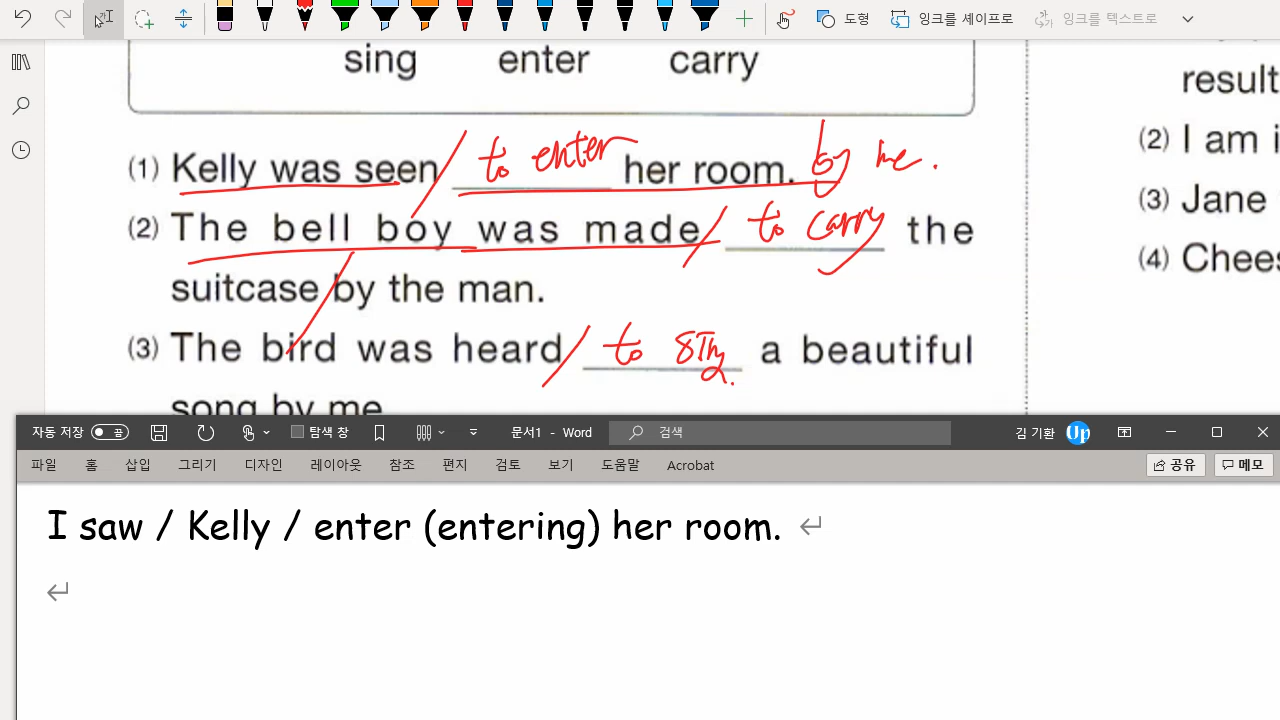 도형 잉크를 셰이프로 잉크를 텍스트로
sing enter carry
(1) Kelly was seen to enter her room. by me.
(2) The bell boy was made to carry the
suitcase by the man.
(3) The bird was heard to sing a beautiful
song by me
result
(2) I am i
(3) Jane
(4) Chees
자동 저장 끔 탐색 창 문서1 - Word 검색 김 기환 Up
파일 홈 삽입 그리기 디자인 레이아웃 참조 편지 검토 보기 도움말 Acrobat 공유 메모
I saw / Kelly / enter (entering) her room.